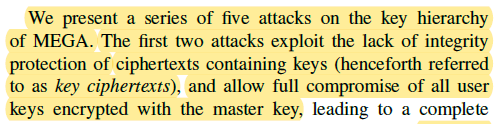 We present a series of five attacks on the key hierarchy
of MEGA. The first two attacks exploit the lack of integrity
protection of ciphertexts containing keys (henceforth referred
to as key ciphertexts), and allow full compromise of all user
keys encrypted with the master key, leading to a complete